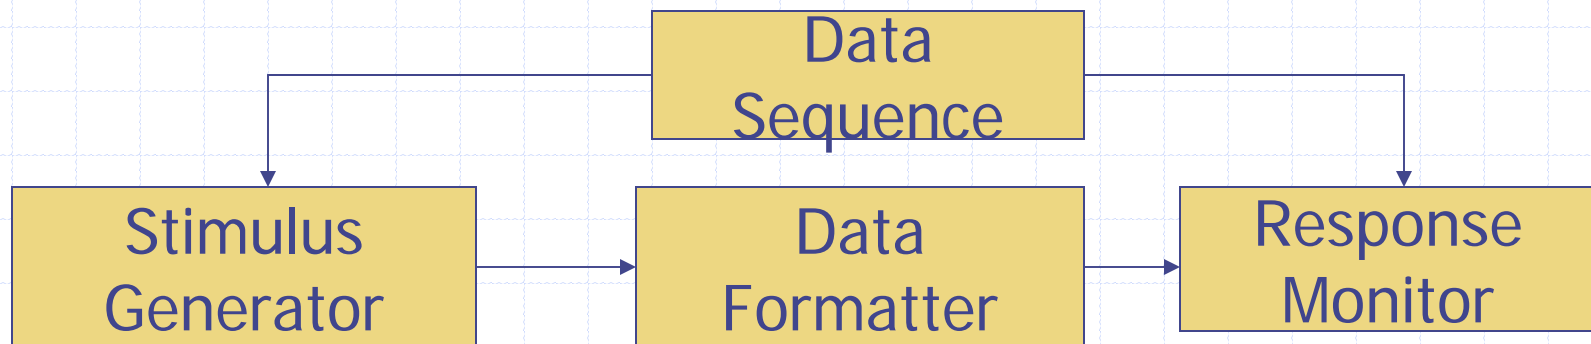 Data
Sequence
Stimulus
Generator
Data
Formatter
Response
Monitor